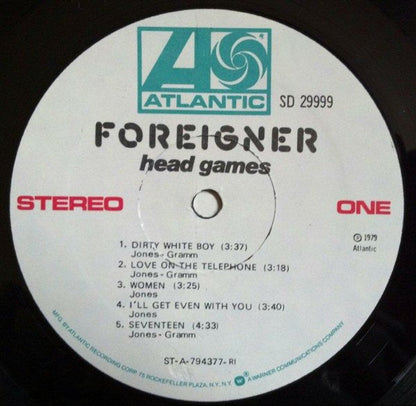 ATLANTIC
SD 29999
FOREIGNER
head games
STEREO
ONE
℗ 1979
Atlantic
1. DIRTY WHITE BOY (3:37)
Jones-Gramm
2. LOVE ON THE TELEPHONE (3:18)
Jones-Gramm
3. WOMEN (3:25)
Jones
4. I'LL GET EVEN WITH YOU (3:40)
Jones
5. SEVENTEEN (4:33)
Jones-Gramm
ST-A-794377-RI
MFG. BY ATLANTIC RECORDING CORP. 75 ROCKEFELLER PLAZA, N.Y., N.Y. A WARNER COMMUNICATIONS COMPANY